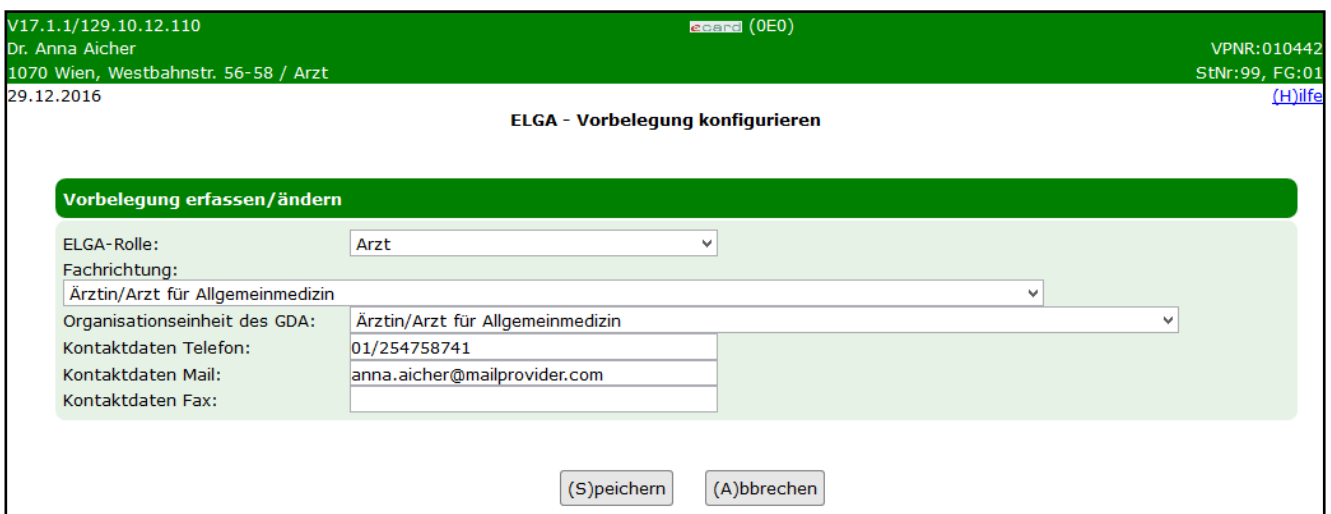 V17.1.1/129.10.12.110 ecard (0E0)
Dr. Anna Aicher VPNR:010442
1070 Wien, Westbahnstr. 56-58 / Arzt StNr:99, FG:01
29.12.2016 (H)ilfe
ELGA - Vorbelegung konfigurieren
Vorbelegung erfassen/ändern
ELGA-Rolle: Arzt
Fachrichtung:
Ärztin/Arzt für Allgemeinmedizin
Organisationseinheit des GDA: Ärztin/Arzt für Allgemeinmedizin
Kontaktdaten Telefon: 01/254758741
Kontaktdaten Mail: anna.aicher@mailprovider.com
Kontaktdaten Fax:
(S)peichern (A)bbrechen